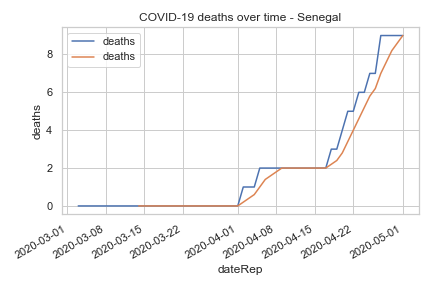 COVID-19 deaths over time - Senegal
deaths
deaths
deaths
8
6
4
2
0
2020-03-01
2020-03-08
2020-03-15
2020-03-22
2020-04-01
2020-04-08
2020-04-15
2020-04-22
2020-05-01
dateRep